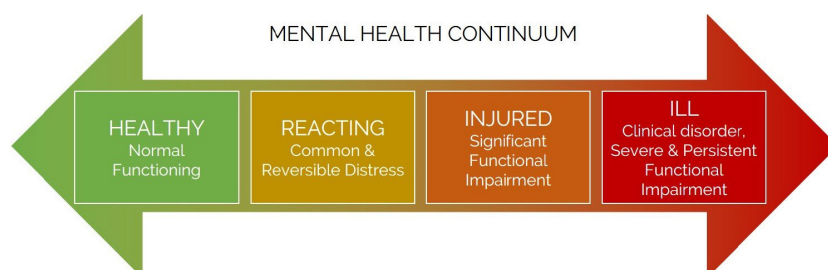 MENTAL HEALTH CONTINUUM
HEALTHY
Normal
Functioning
REACTING
Common &
Reversible Distress
INJURED
Significant
Functional
Impairment
ILL
Clinical disorder,
Severe & Persistent
Functional
Impairment